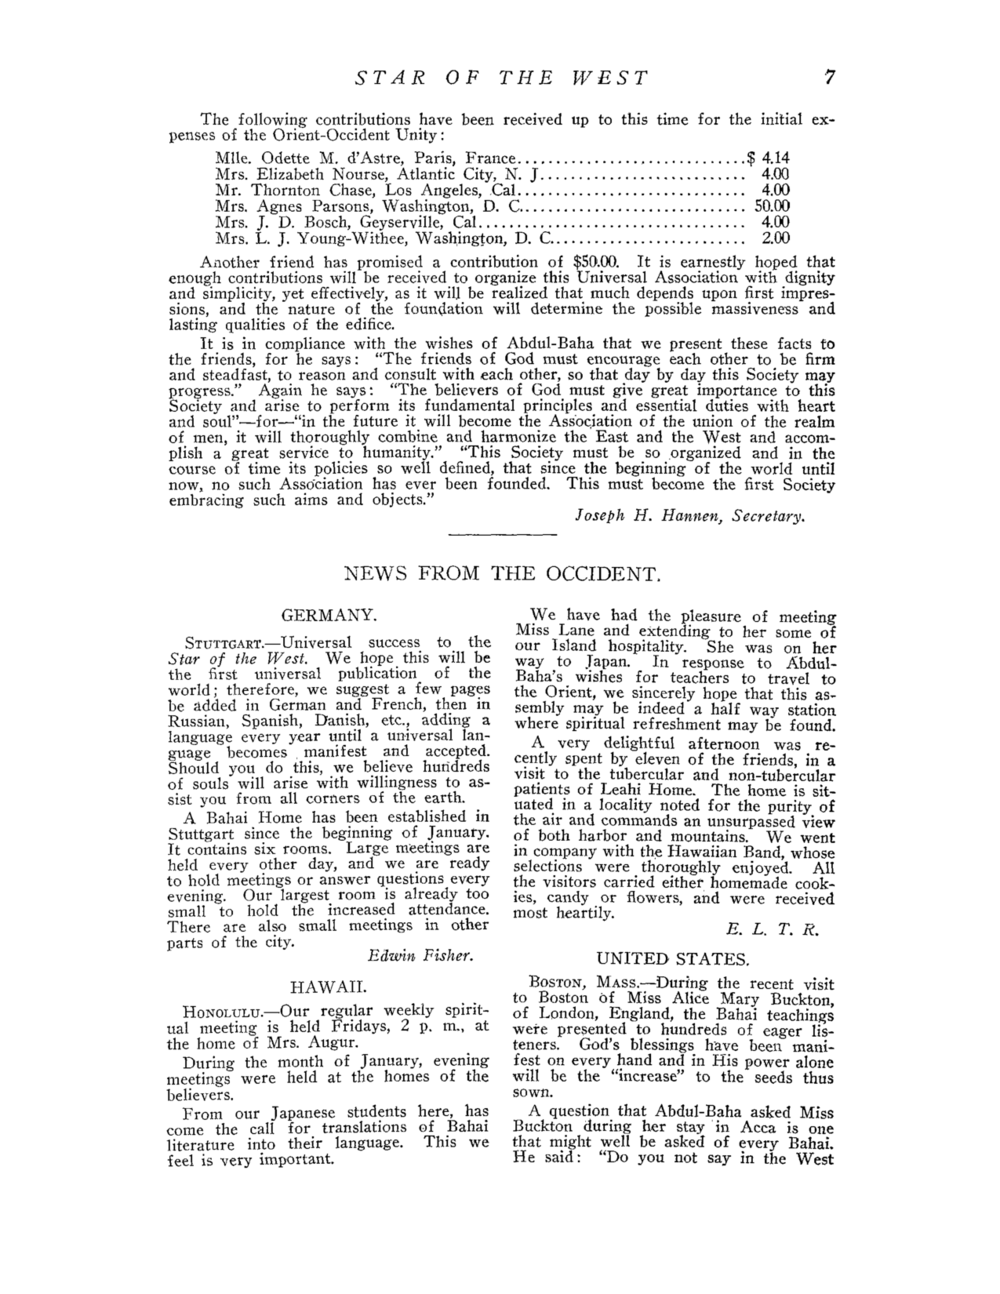 STAR OF THE WEST 7
The following contributions have been received up to this time for the initial ex-
penses of the Orient-Occident Unity:
Mlle. Odette M. d'Astre, Paris, France..............................$ 4.14
Mrs. Elizabeth Nourse, Atlantic City, N. J........................... 4.00
Mr. Thornton Chase, Los Angeles, Cal.............................. 4.00
Mrs. Agnes Parsons, Washington, D. C............................. 50.00
Mrs. J. D. Bosch, Geyserville, Cal................................... 4.00
Mrs. L. J. Young-Withee, Washington, D. C......................... 2.00
Another friend has promised a contribution of $50.00. It is earnestly hoped that
enough contributions will be received to organize this Universal Association with dignity
and simplicity, yet effectively, as it will be realized that much depends upon first impres-
sions, and the nature of the foundation will determine the possible massiveness and
lasting qualities of the edifice.
It is in compliance with the wishes of Abdul-Baha that we present these facts to
the friends, for he says: "The friends of God must encourage each other to be firm
and steadfast, to reason and consult with each other, so that day by day this Society may
progress." Again he says: "The believers of God must give great importance to this
Society and arise to perform its fundamental principles and essential duties with heart
and soul"—for—"in the future it will become the Association of the union of the realm
of men, it will thoroughly combine and harmonize the East and the West and accom-
plish a great service to humanity." "This Society must be so organized and in the
course of time its policies so well defined, that since the beginning of the world until
now, no such Association has ever been founded. This must become the first Society
embracing such aims and objects."
Joseph H. Hannen, Secretary.
NEWS FROM THE OCCIDENT.
GERMANY.
STUTTGART.—Universal success to the
Star of the West. We hope this will be
the first universal publication of the
world; therefore, we suggest a few pages
be added in German and French, then in
Russian, Spanish, Danish, etc., adding a
language every year until a universal lan-
guage becomes manifest and accepted.
Should you do this, we believe hundreds
of souls will arise with willingness to as-
sist you from all corners of the earth.
A Bahai Home has been established in
Stuttgart since the beginning of January.
It contains six rooms. Large meetings are
held every other day, and we are ready
to hold meetings or answer questions every
evening. Our largest room is already too
small to hold the increased attendance.
There are also small meetings in other
parts of the city.
Edwin Fisher.
HAWAII.
HONOLULU.—Our regular weekly spirit-
ual meeting is held Fridays, 2 p. m., at
the home of Mrs. Augur.
During the month of January, evening
meetings were held at the homes of the
believers.
From our Japanese students here, has
come the call for translations of Bahai
literature into their language. This we
feel is very important.
We have had the pleasure of meeting
Miss Lane and extending to her some of
our Island hospitality. She was on her
way to Japan. In response to Abdul-
Baha's wishes for teachers to travel to
the Orient, we sincerely hope that this as-
sembly may be indeed a half way station
where spiritual refreshment may be found.
A very delightful afternoon was re-
cently spent by eleven of the friends, in a
visit to the tubercular and non-tubercular
patients of Leahi Home. The home is sit-
uated in a locality noted for the purity of
the air and commands an unsurpassed view
of both harbor and mountains. We went
in company with the Hawaiian Band, whose
selections were thoroughly enjoyed. All
the visitors carried either homemade cook-
ies, candy or flowers, and were received
most heartily.
E. L. T. R.
UNITED STATES.
BOSTON, MASS.—During the recent visit
to Boston of Miss Alice Mary Buckton,
of London, England, the Bahai teachings
were presented to hundreds of eager lis-
teners. God's blessings have been mani-
fest on every hand and in His power alone
will be the "increase" to the seeds thus
sown.
A question that Abdul-Baha asked Miss
Buckton during her stay in Acca is one
that might well be asked of every Bahai.
He said: "Do you not say in the West